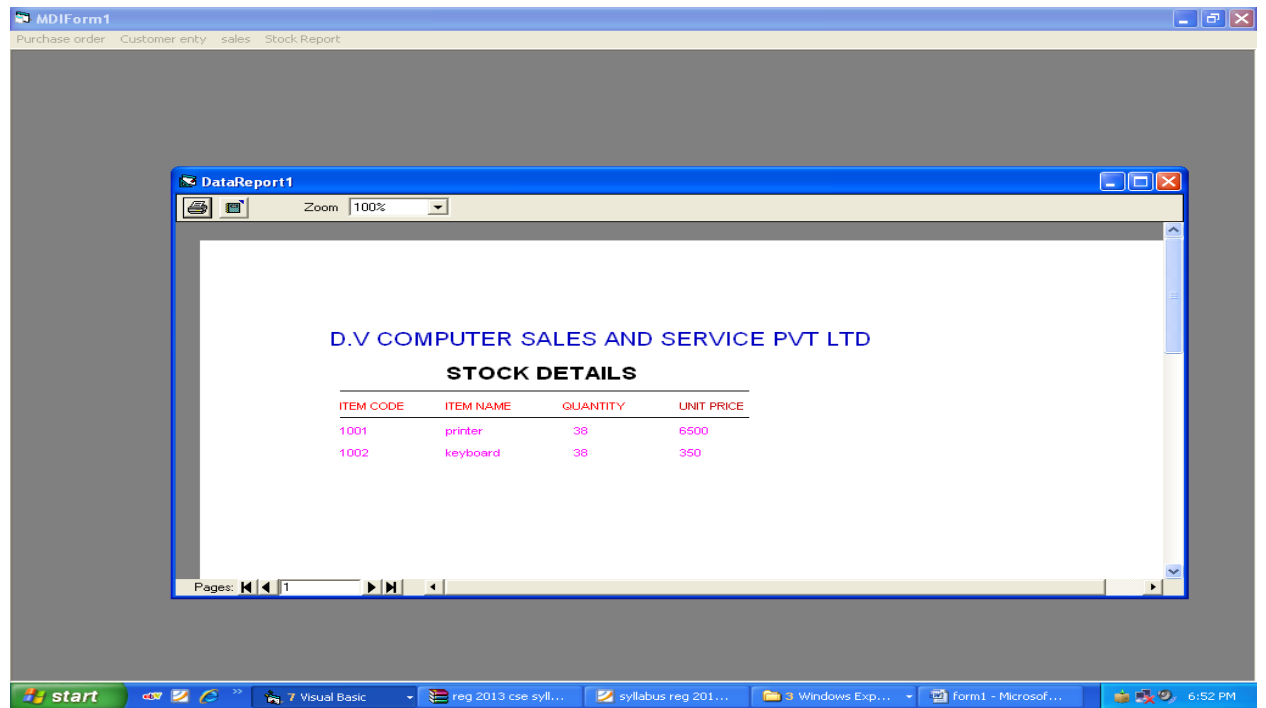 MDIForm1
Purchase order Customer enty sales Stock Report
DataReport1
Zoom 100%
D.V COMPUTER SALES AND SERVICE PVT LTD
STOCK DETAILS
ITEM CODE ITEM NAME QUANTITY UNIT PRICE
1001 printer 38 6500
1002 keyboard 38 350
Pages: 1
start 7 Visual Basic reg 2013 cse syll... syllabus reg 201... 3 Windows Exp... form1 - Microsof... 6:52 PM